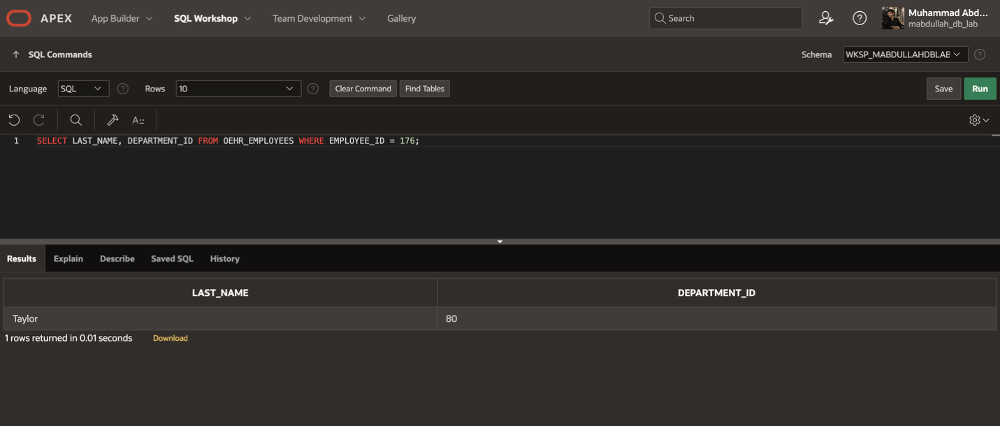 APEX App Builder SQL Workshop Team Development Gallery Search Muhammad Abd...
mabdullah_db_lab
SQL Commands Schema WKSP_MABDULLAHDBLAB
Language SQL Rows 10 Clear Command Find Tables Save Run
A::
1 SELECT LAST_NAME, DEPARTMENT_ID FROM OEHR_EMPLOYEES WHERE EMPLOYEE_ID = 176;
Results Explain Describe Saved SQL History
LAST_NAME DEPARTMENT_ID
Taylor 80
1 rows returned in 0.01 seconds Download